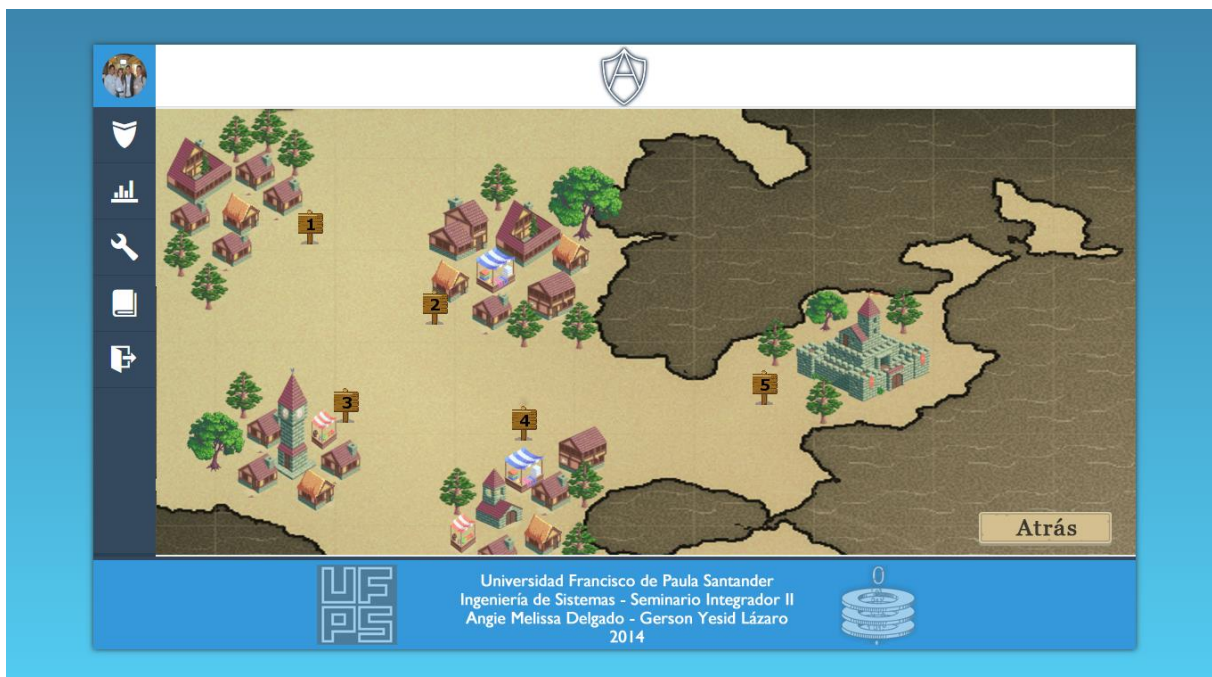 A
1
2
3
4
5
Atrás
UFPS
Universidad Francisco de Paula Santander
Ingeniería de Sistemas - Seminario Integrador II
Angie Melissa Delgado - Gerson Yesid Lázaro
2014
0